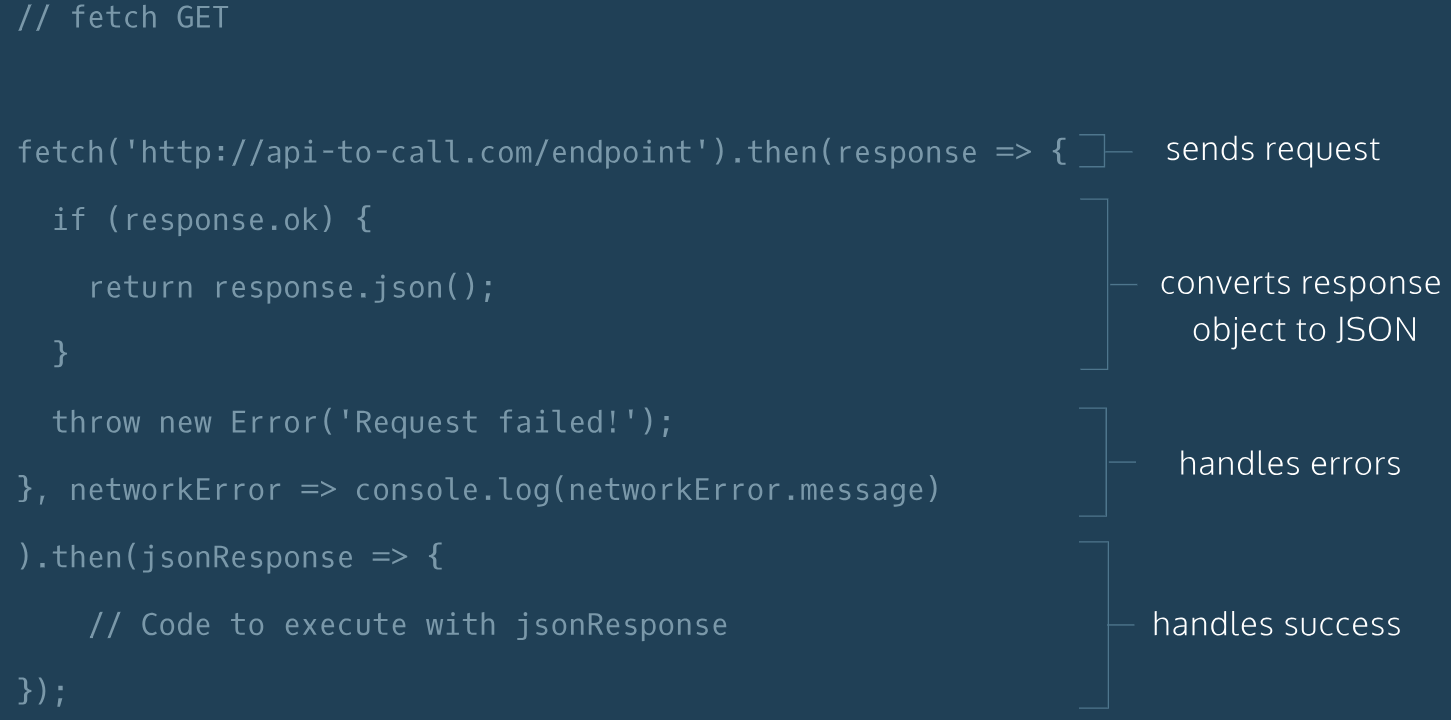 // fetch GET
fetch('http://api-to-call.com/endpoint').then(response => {
sends request
  if (response.ok) {
    return response.json();
  }
converts response
object to JSON
  throw new Error('Request failed!');
}, networkError => console.log(networkError.message)
handles errors
).then(jsonResponse => {
    // Code to execute with jsonResponse
});
handles success